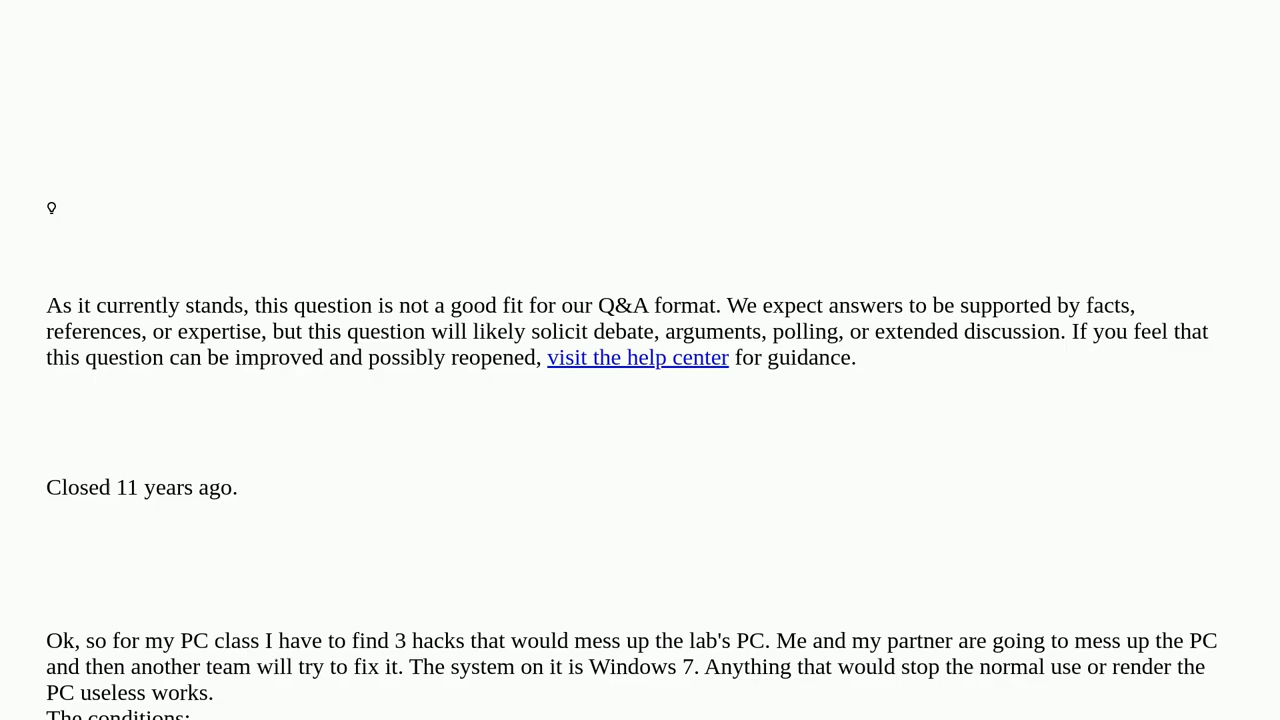 As it currently stands, this question is not a good fit for our Q&A format. We expect answers to be supported by facts,
references, or expertise, but this question will likely solicit debate, arguments, polling, or extended discussion. If you feel that
this question can be improved and possibly reopened, visit the help center for guidance.
Closed 11 years ago.
Ok, so for my PC class I have to find 3 hacks that would mess up the lab's PC. Me and my partner are going to mess up the PC
and then another team will try to fix it. The system on it is Windows 7. Anything that would stop the normal use or render the
PC useless works.
The conditions: